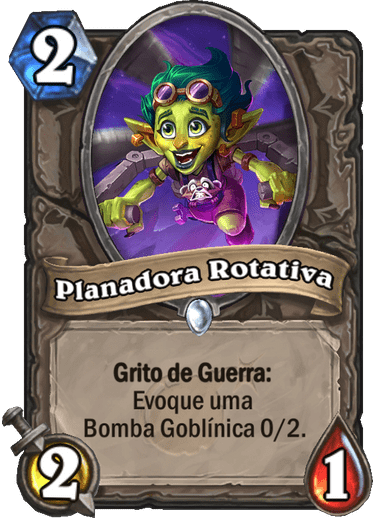 2
Planadora Rotativa
Grito de Guerra:
Evoque uma
Bomba Goblínica 0/2.
2
1